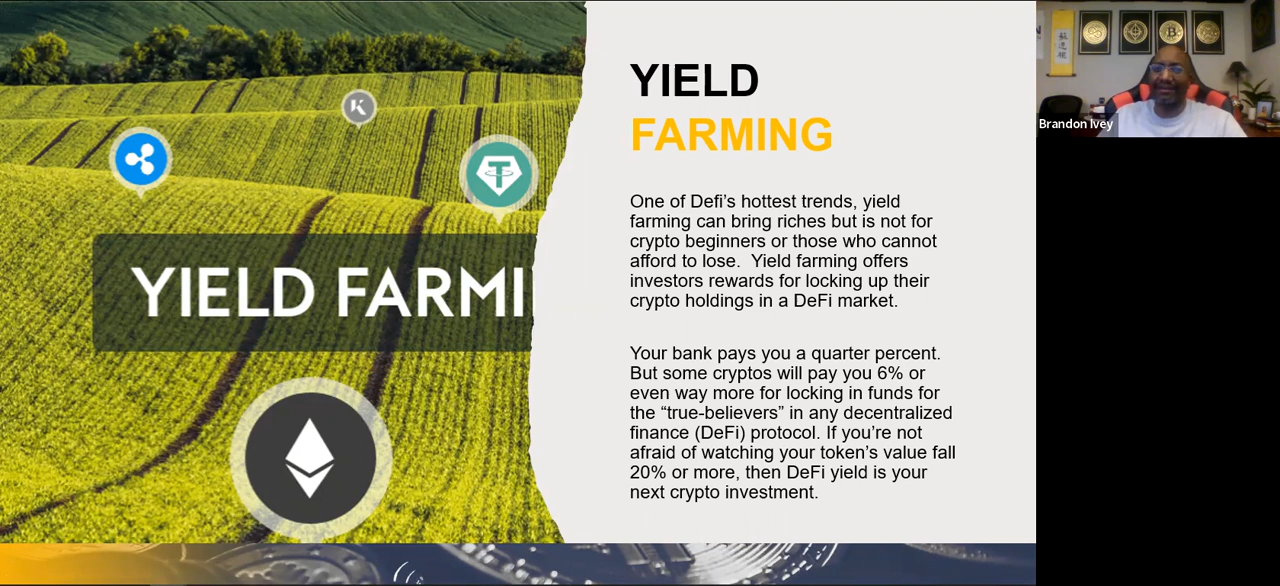 YIELD
FARMING
One of Defi's hottest trends, yield
farming can bring riches but is not for
crypto beginners or those who cannot
afford to lose.  Yield farming offers
investors rewards for locking up their
crypto holdings in a DeFi market.
Your bank pays you a quarter percent.
But some cryptos will pay you 6% or
even way more for locking in funds for
the “true-believers” in any decentralized
finance (DeFi) protocol. If you're not
afraid of watching your token's value fall
20% or more, then DeFi yield is your
next crypto investment.
YIELD FARMI
Brandon Ivey